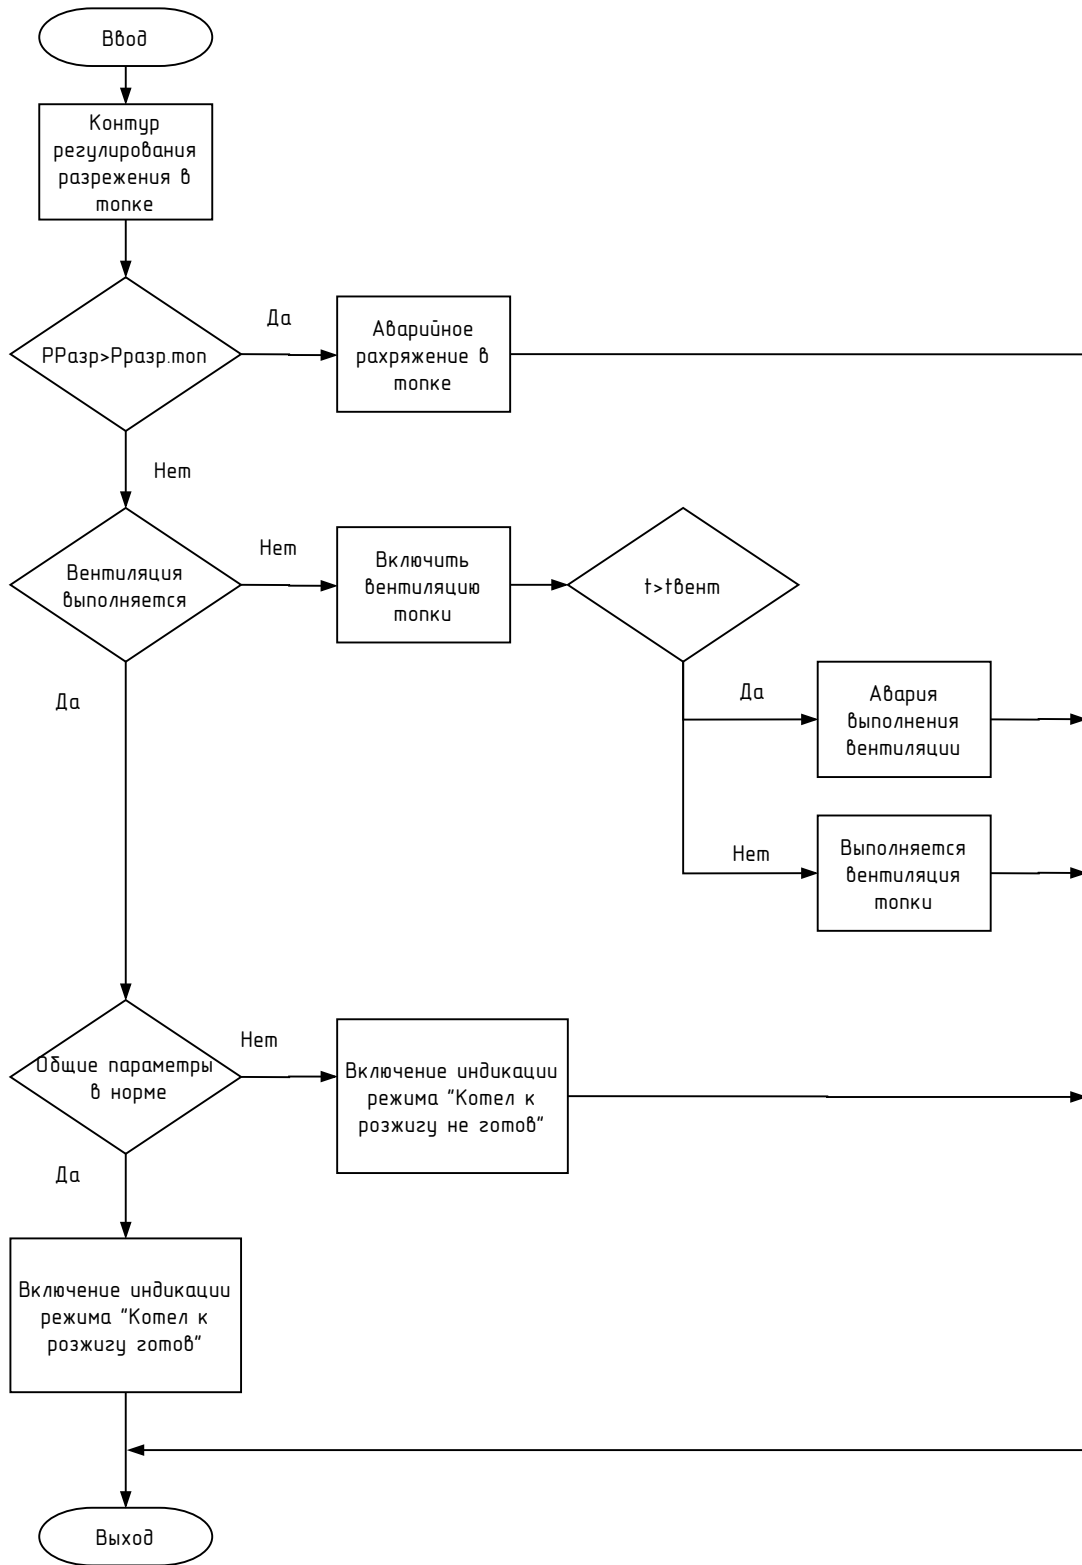 Ввод
Контур
регулирования
разрежения в
топке
РРазр>Рразр.топ
Да
Аварийное
рахряжение в
топке
Нет
Вентиляция
выполняется
Нет
Включить
вентиляцию
топки
t>tвент
Да
Да
Авария
выполнения
вентиляции
Нет
Выполняется
вентиляция
топки
Общие параметры
в норме
Нет
Включение индикации
режима "Котел к
розжигу не готов"
Да
Включение индикации
режима "Котел к
розжигу готов"
Выход